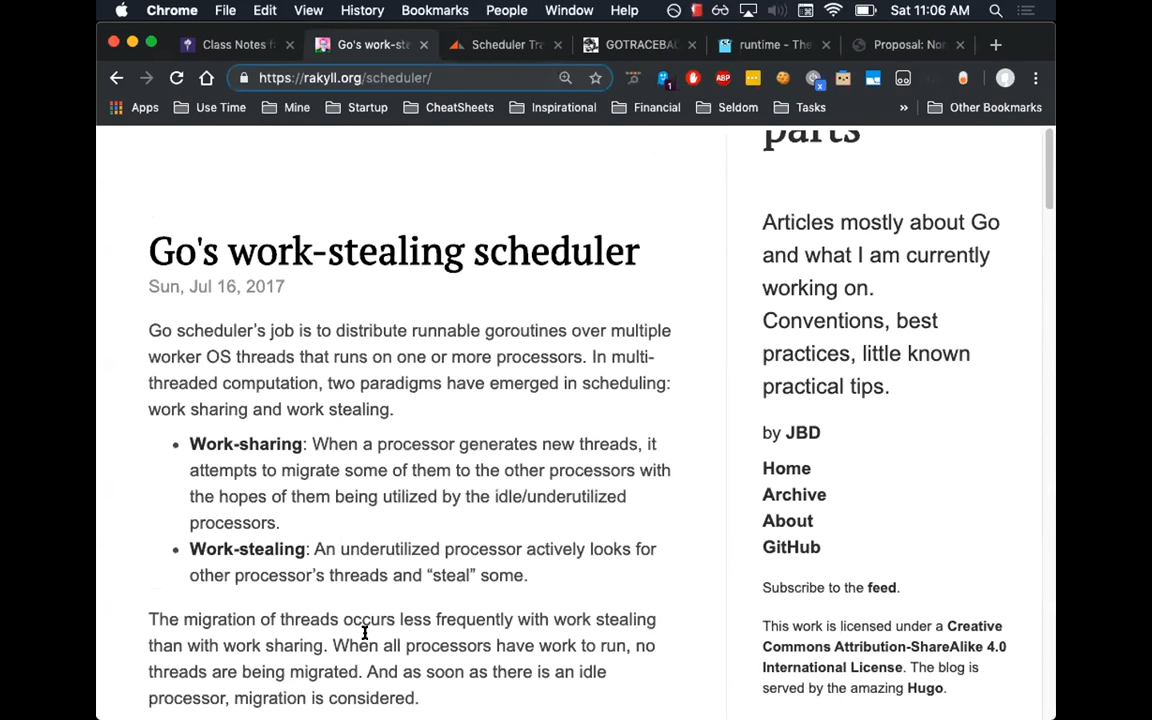 Chrome File Edit View History Bookmarks People Window Help Sat 11:06 AM
Class Notes f Go's work-ste Scheduler Tra GOTRACEBAC runtime - The Proposal: Nor
https://rakyll.org/scheduler/
Apps Use Time Mine Startup CheatSheets Inspirational Financial Seldom Tasks » Other Bookmarks
Go's work-stealing scheduler
Sun, Jul 16, 2017
Go scheduler’s job is to distribute runnable goroutines over multiple
worker OS threads that runs on one or more processors. In multi-
threaded computation, two paradigms have emerged in scheduling:
work sharing and work stealing.
• Work-sharing: When a processor generates new threads, it
attempts to migrate some of them to the other processors with
the hopes of them being utilized by the idle/underutilized
processors.
• Work-stealing: An underutilized processor actively looks for
other processor’s threads and “steal” some.
The migration of threads occurs less frequently with work stealing
than with work sharing. When all processors have work to run, no
threads are being migrated. And as soon as there is an idle
processor, migration is considered.
parts
Articles mostly about Go
and what I am currently
working on.
Conventions, best
practices, little known
practical tips.
by JBD
Home
Archive
About
GitHub
Subscribe to the feed.
This work is licensed under a Creative
Commons Attribution-ShareAlike 4.0
International License. The blog is
served by the amazing Hugo.